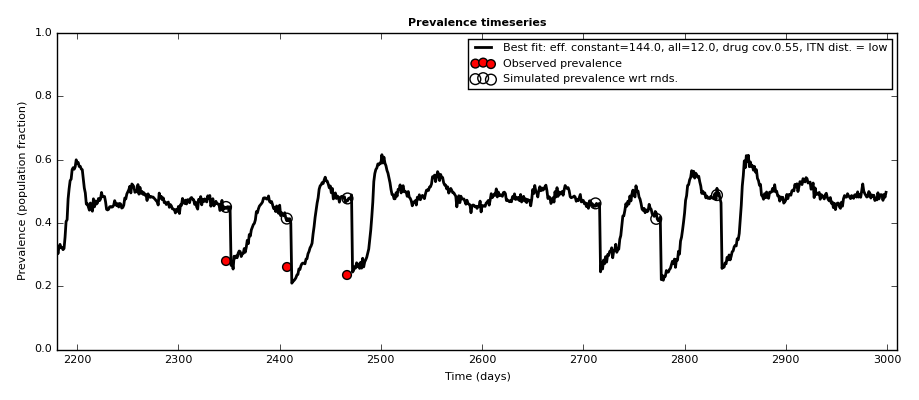 Prevalence timeseries
Best fit: eff. constant=144.0, all=12.0, drug cov.0.55, ITN dist. = low
Observed prevalence
Simulated prevalence wrt rnds.
Prevalence (population fraction)
1.0
0.8
0.6
0.4
0.2
0.0
2200 2300 2400 2500 2600 2700 2800 2900 3000
Time (days)